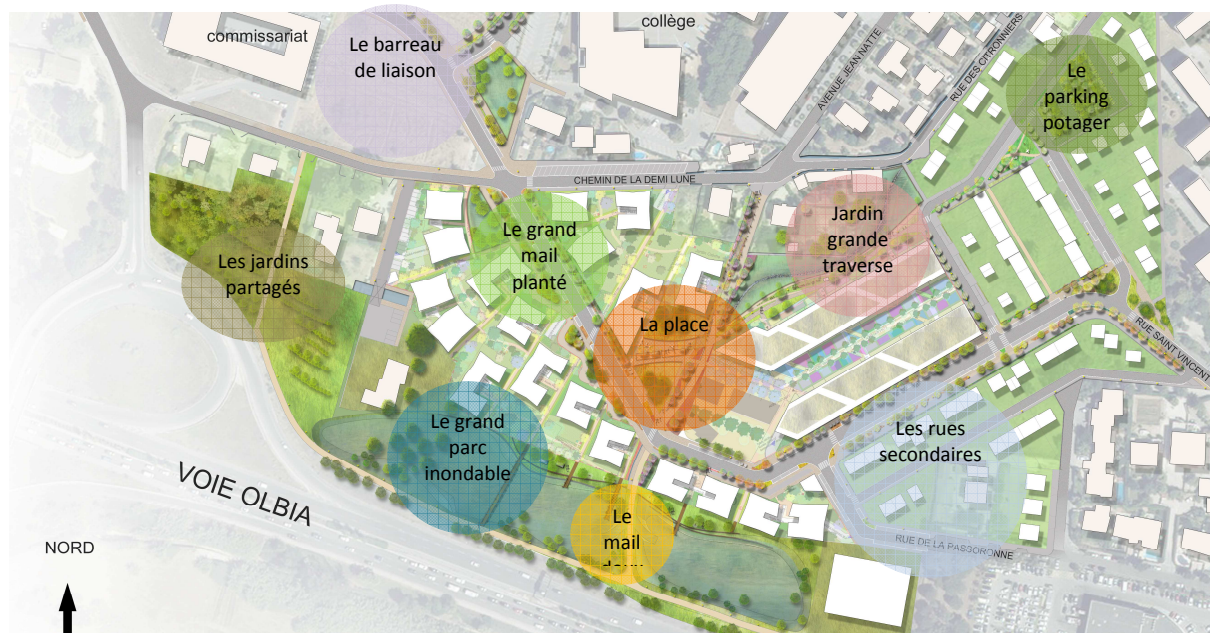 commissariat
collège
Le barreau
de liaison
AVENUE JEAN NATTE
RUE DES CITRONNIERS
Le
parking
potager
CHEMIN DE LA DEMI LUNE
Le grand
mail
planté
Jardin
grande
traverse
Les jardins
partagés
La place
RUE SAINT VINCENT
Le grand
parc
inondable
Les rues
secondaires
VOIE OLBIA
Le
mail
RUE DE LA PASSORONNE
NORD